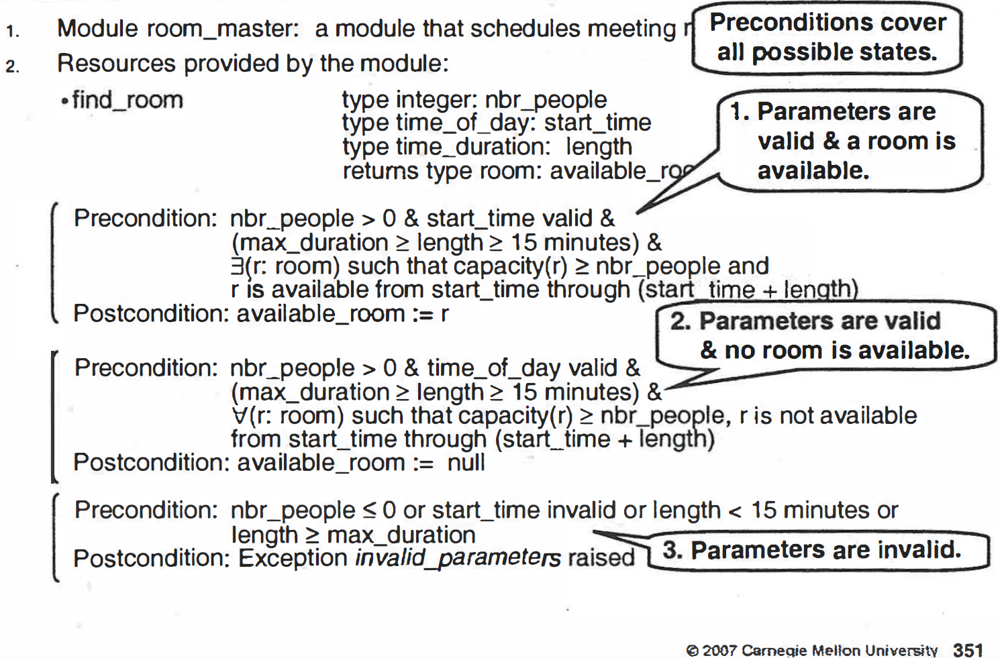 1. Module room_master: a module that schedules meeting
Preconditions cover
all possible states.
2. Resources provided by the module:
•find_room
type integer: nbr_people
type time_of_day: start_time
type time_duration: length
returns type room:
1. Parameters are
valid & a room is
available.
Precondition: nbr_people > 0 & start_time valid &
(max_duration ≥ length ≥ 15 minutes) &
∃(r: room) such that capacity(r) ≥ nbr_people and
r is available from start_time through (start_time + length)
Postcondition: available_room := r
2. Parameters are valid
& no room is available.
Precondition: nbr_people > 0 & time_of_day valid &
(max_duration ≥ length ≥ 15 minutes) &
∀(r: room) such that capacity(r) ≥ nbr_people, r is not available
from start_time through (start_time + length)
Postcondition: available_room := null
Precondition: nbr_people ≤ 0 or start_time invalid or length < 15 minutes or
length ≥ max_duration
Postcondition: Exception invalid_parameters raised
3. Parameters are invalid.
© 2007 Carnegie Mellon University 351